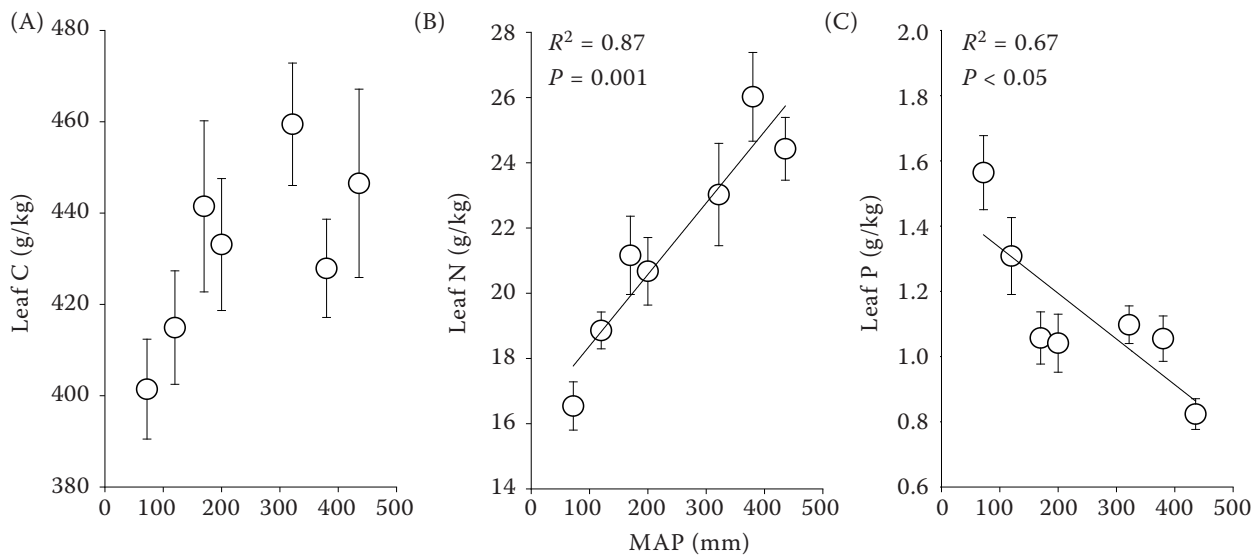 (A)
480
460
440
420
400
380
Leaf C (g/kg)
0 100 200 300 400 500
(B)
R² = 0.87
P = 0.001
28
26
24
22
20
18
16
14
Leaf N (g/kg)
0 100 200 300 400 500
MAP (mm)
(C)
R² = 0.67
P < 0.05
2.0
1.8
1.6
1.4
1.2
1.0
0.8
0.6
Leaf P (g/kg)
0 100 200 300 400 500